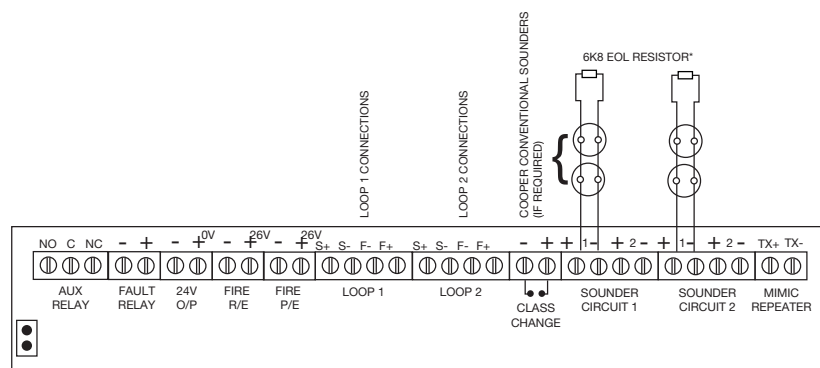 6K8 EOL RESISTOR*
LOOP 1 CONNECTIONS
LOOP 2 CONNECTIONS
COOPER CONVENTIONAL SOUNDERS
(IF REQUIRED)
{
0V 26V 26V
NO C NC - + - + - + - + S+ S- F- F+ S+ S- F- F+ - + + 1 - + 2 - + 1 - + 2 - TX+ TX-
AUX
RELAY
FAULT
RELAY
24V
O/P
FIRE
R/E
FIRE
P/E
LOOP 1
LOOP 2
CLASS
CHANGE
SOUNDER
CIRCUIT 1
SOUNDER
CIRCUIT 2
MIMIC
REPEATER